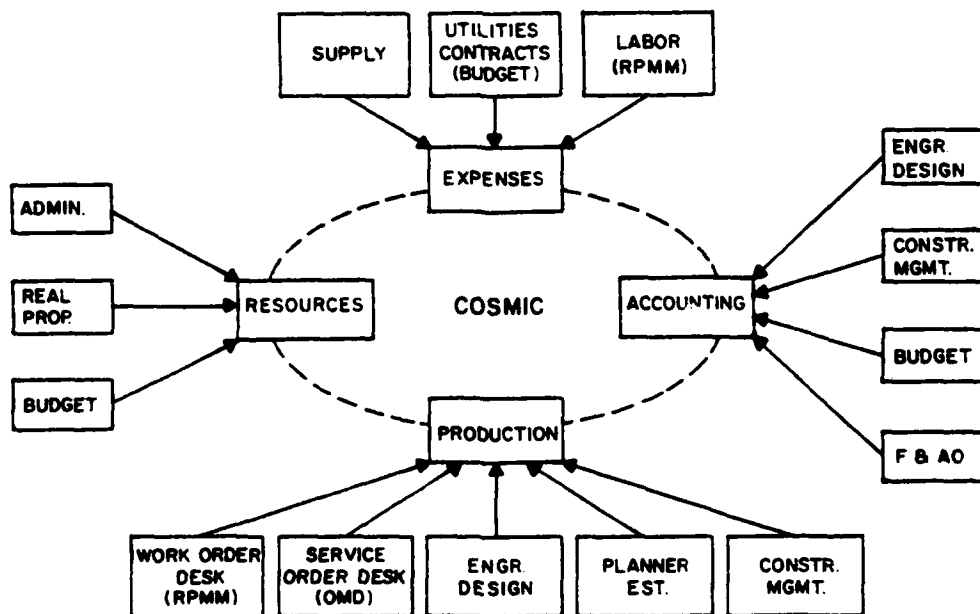 SUPPLY
UTILITIES
CONTRACTS
(BUDGET)
LABOR
(RPMM)
EXPENSES
ADMIN.
REAL
PROP.
BUDGET
RESOURCES
COSMIC
ACCOUNTING
ENGR.
DESIGN
CONSTR.
MGMT.
BUDGET
F & AO
PRODUCTION
WORK ORDER
DESK
(RPMM)
SERVICE
ORDER DESK
(OMD)
ENGR.
DESIGN
PLANNER
EST.
CONSTR.
MGMT.